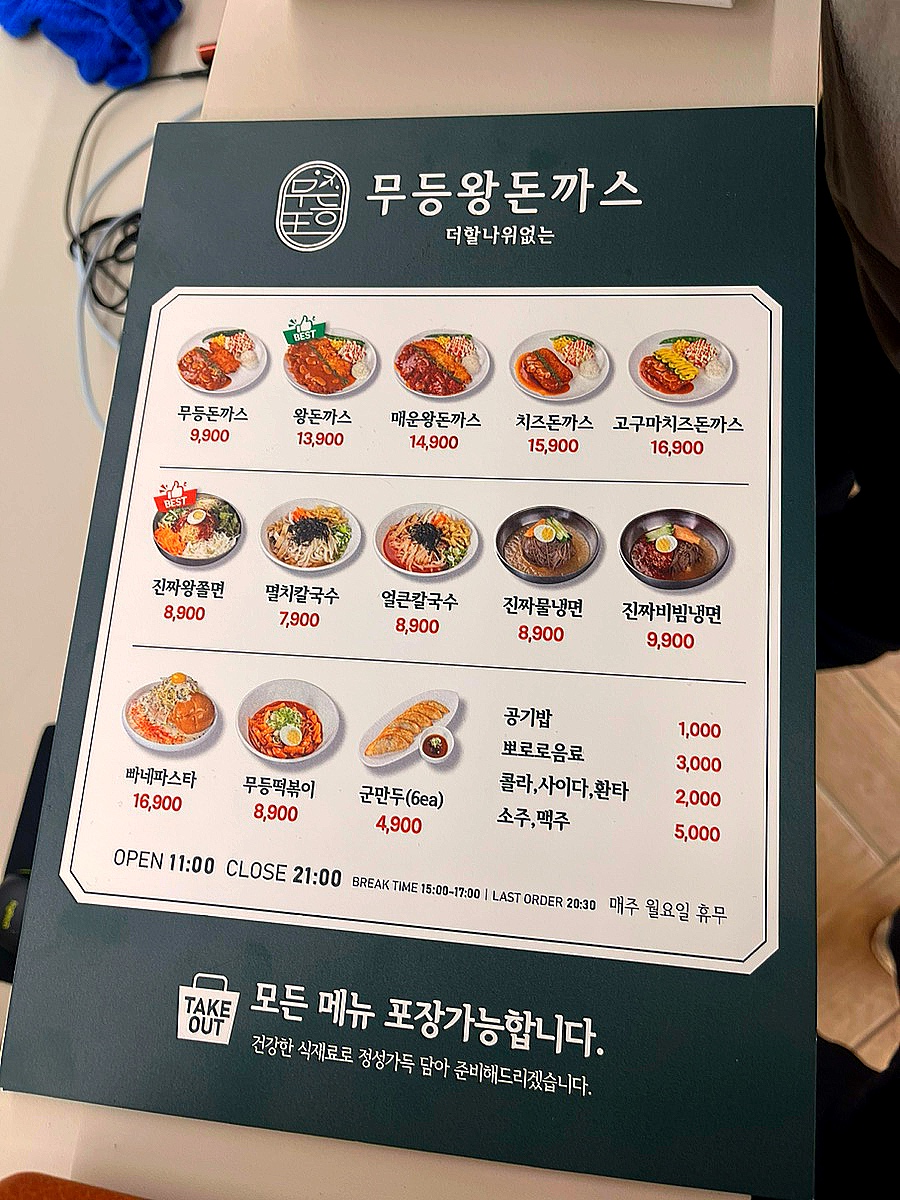 무등왕
무등왕돈까스
더할나위없는
BEST
무등돈까스 왕돈까스 매운왕돈까스 치즈돈까스 고구마치즈돈까스
9,900 13,900 14,900 15,900 16,900
BEST
진짜왕쫄면 멸치칼국수 얼큰칼국수 진짜물냉면 진짜비빔냉면
8,900 7,900 8,900 8,900 9,900
빠네파스타 무등떡볶이 군만두(6ea)
16,900 8,900 4,900
공기밥 1,000
뽀로로음료 3,000
콜라,사이다,환타 2,000
소주,맥주 5,000
OPEN 11:00 CLOSE 21:00 BREAK TIME 15:00-17:00 | LAST ORDER 20:30 매주 월요일 휴무
TAKE
OUT
모든 메뉴 포장가능합니다.
건강한 식재료로 정성가득 담아 준비해드리겠습니다.